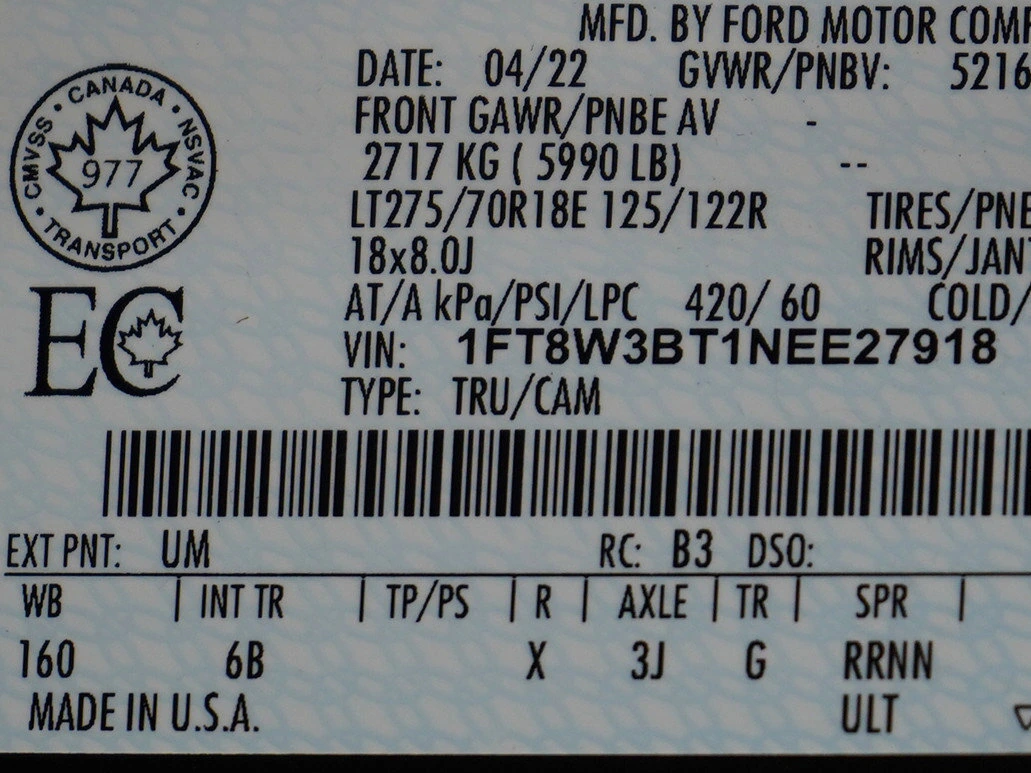 MFD. BY FORD MOTOR
DATE: 04/22 GVWR/PNBV: 5216
FRONT GAWR/PNBE AV -
2717 KG ( 5990 LB) --
LT275/70R18E 125/122R TIRES/PNE
18x8.0J RIMS/JAN
AT/A kPa/PSI/LPC 420/ 60 COLD/
VIN: 1FT8W3BT1NEE27918
TYPE: TRU/CAM
CANADA
CMVSS
NSVAC
977
TRANSPORT
EC
EXT PNT: UM RC: B3 DSO:
WB | INT TR | TP/PS | R | AXLE | TR | SPR |
160 6B X 3J G RRNN
MADE IN U.S.A. ULT